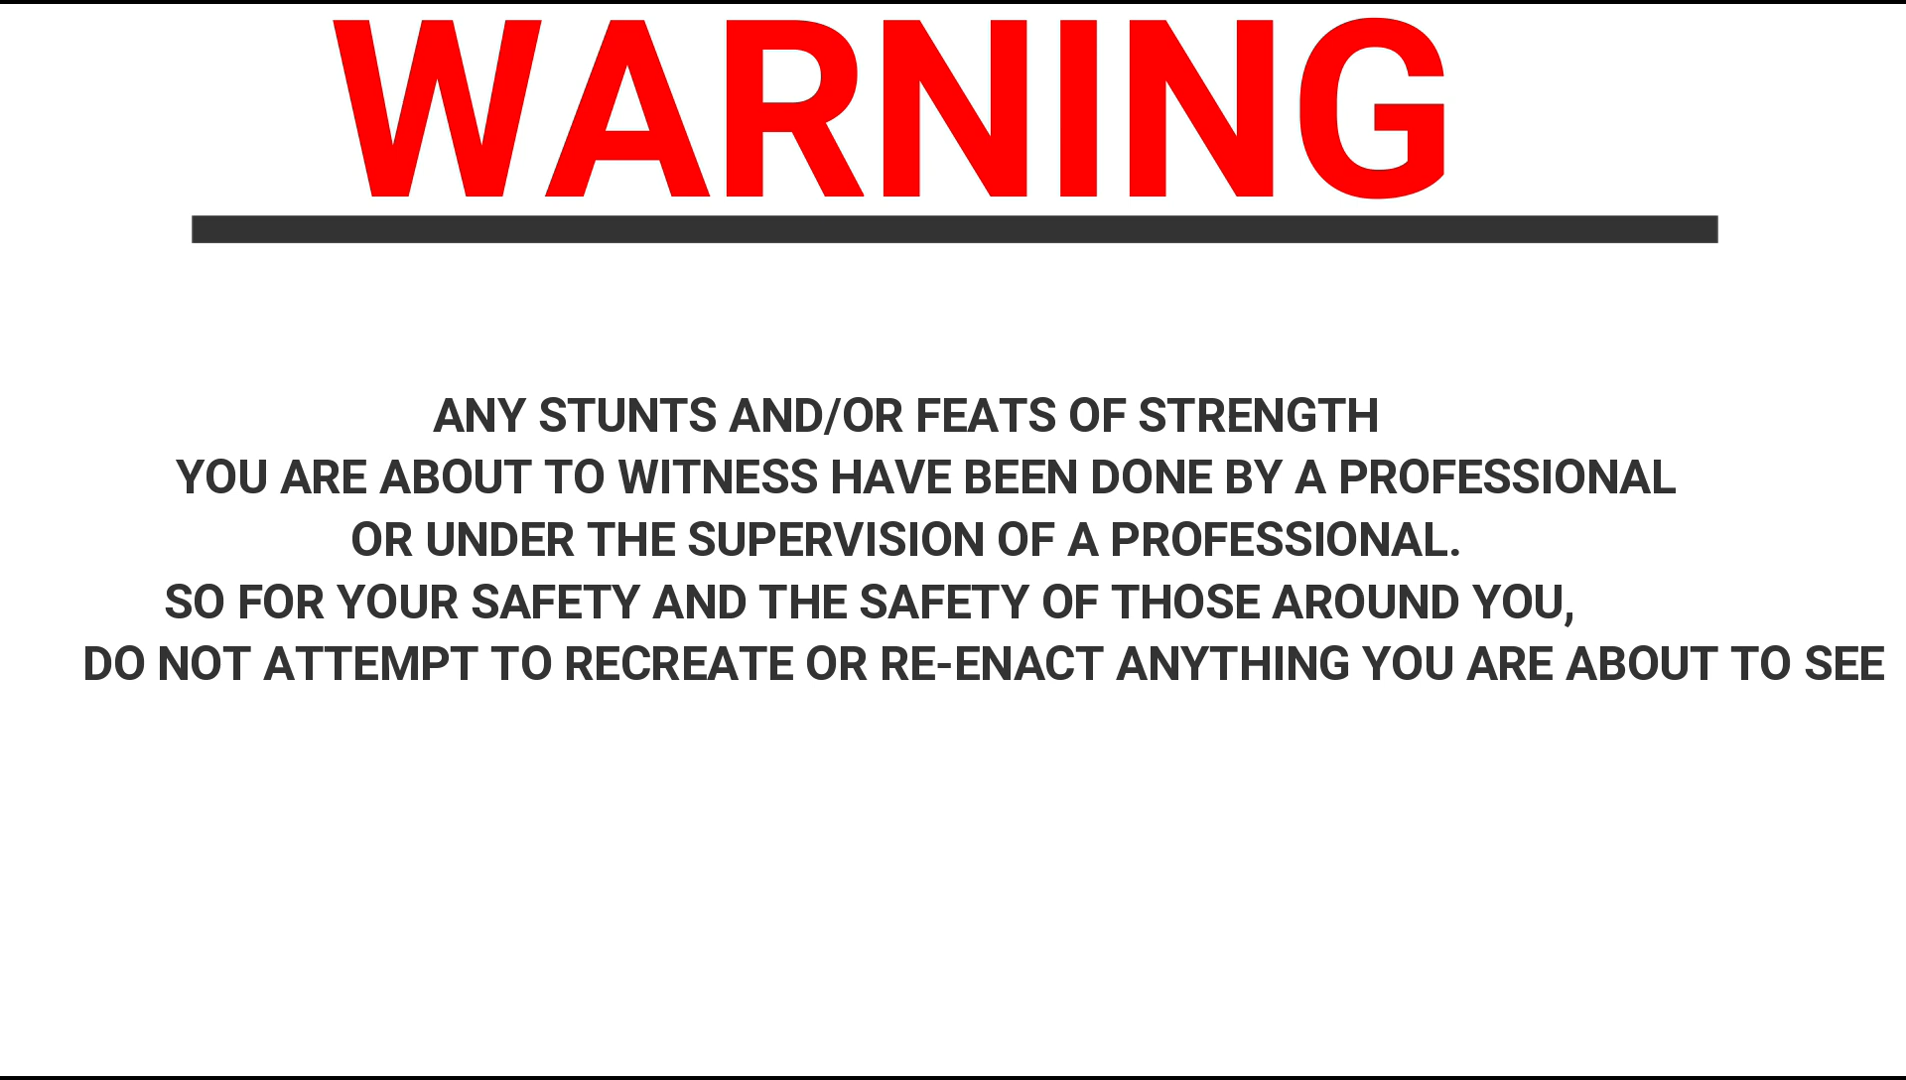 WARNING
ANY STUNTS AND/OR FEATS OF STRENGTH
YOU ARE ABOUT TO WITNESS HAVE BEEN DONE BY A PROFESSIONAL
OR UNDER THE SUPERVISION OF A PROFESSIONAL.
SO FOR YOUR SAFETY AND THE SAFETY OF THOSE AROUND YOU,
DO NOT ATTEMPT TO RECREATE OR RE-ENACT ANYTHING YOU ARE ABOUT TO SEE